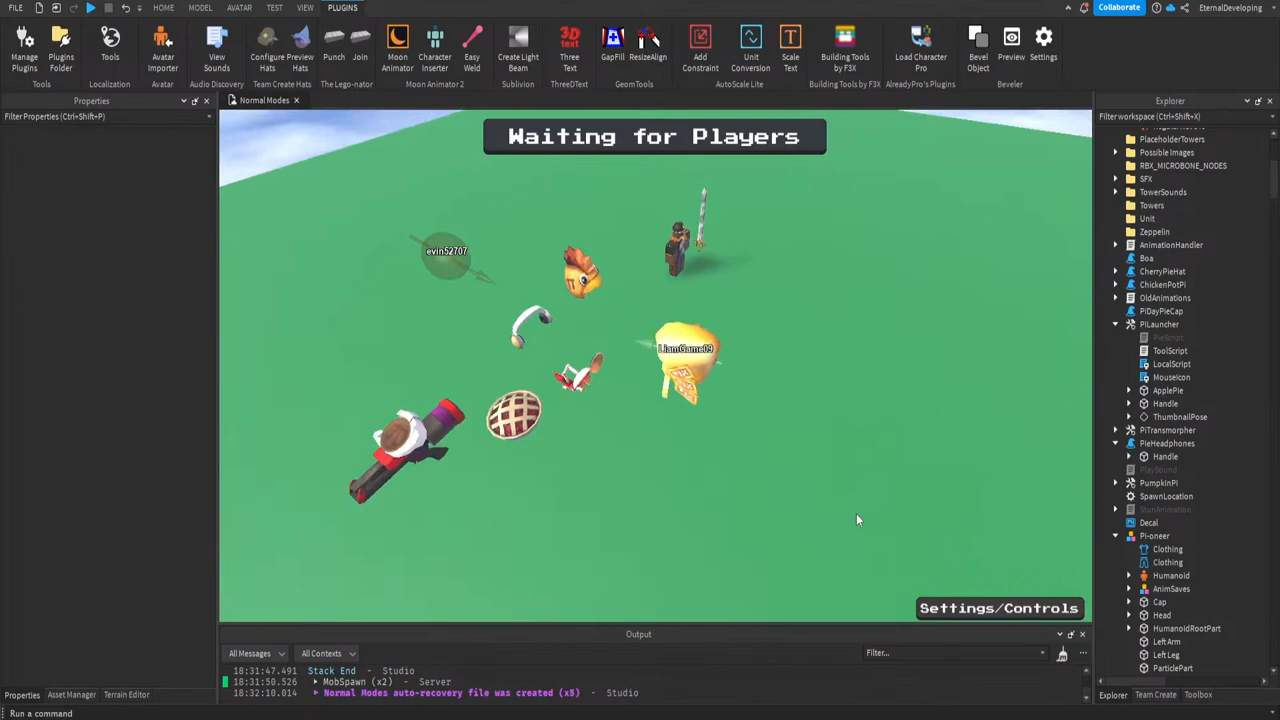 FILE HOME MODEL AVATAR TEST VIEW PLUGINS Collaborate EternalDeveloping
Manage Plugins Plugins Folder Tools Avatar Importer View Sounds Configure Hats Preview Hats Punch Join Moon Animator Character Inserter Easy Weld Create Light Beam Three Text GapFill ResizeAlign Add Constraint Unit Conversion Scale Text Building Tools by F3X Load Character Pro Bevel Object Preview Settings
Tools Localization Avatar Audio Discovery Team Create Hats The Lego-nator Moon Animator 2 Sublivion ThreeDText GeomTools AutoScale Lite Building Tools by F3X AlreadyPro's Plugins Beveler
Properties
Filter Properties (Ctrl+Shift+P)
Normal Modes
Waiting for Players
evin52707
LiamGame09
Settings/Controls
Explorer
Filter workspace (Ctrl+Shift+X)
PlaceholderTowers
Possible Images
RBX_MICROBONE_NODES
SFX
TowerSounds
Towers
Unit
Zeppelin
AnimationHandler
Boa
CherryPieHat
ChickenPotPi
OldAnimations
PiDayPieCap
PiLauncher
PieScript
ToolScript
LocalScript
MouseIcon
ApplePie
Handle
ThumbnailPose
PiTransmorpher
PieHeadphones
Handle
PlaySound
PumpkinPi
SpawnLocation
StunAnimation
Decal
Pi-oneer
Clothing
Clothing
Humanoid
AnimSaves
Cap
Head
HumanoidRootPart
Left Arm
Left Leg
ParticlePart
Explorer Team Create Toolbox
Output
All Messages All Contexts Filter...
18:31:47.491 Stack End - Studio
18:31:50.526 MobSpawn (x2) - Server
18:32:10.014 Normal Modes auto-recovery file was created (x5) - Studio
Properties Asset Manager Terrain Editor
Run a command